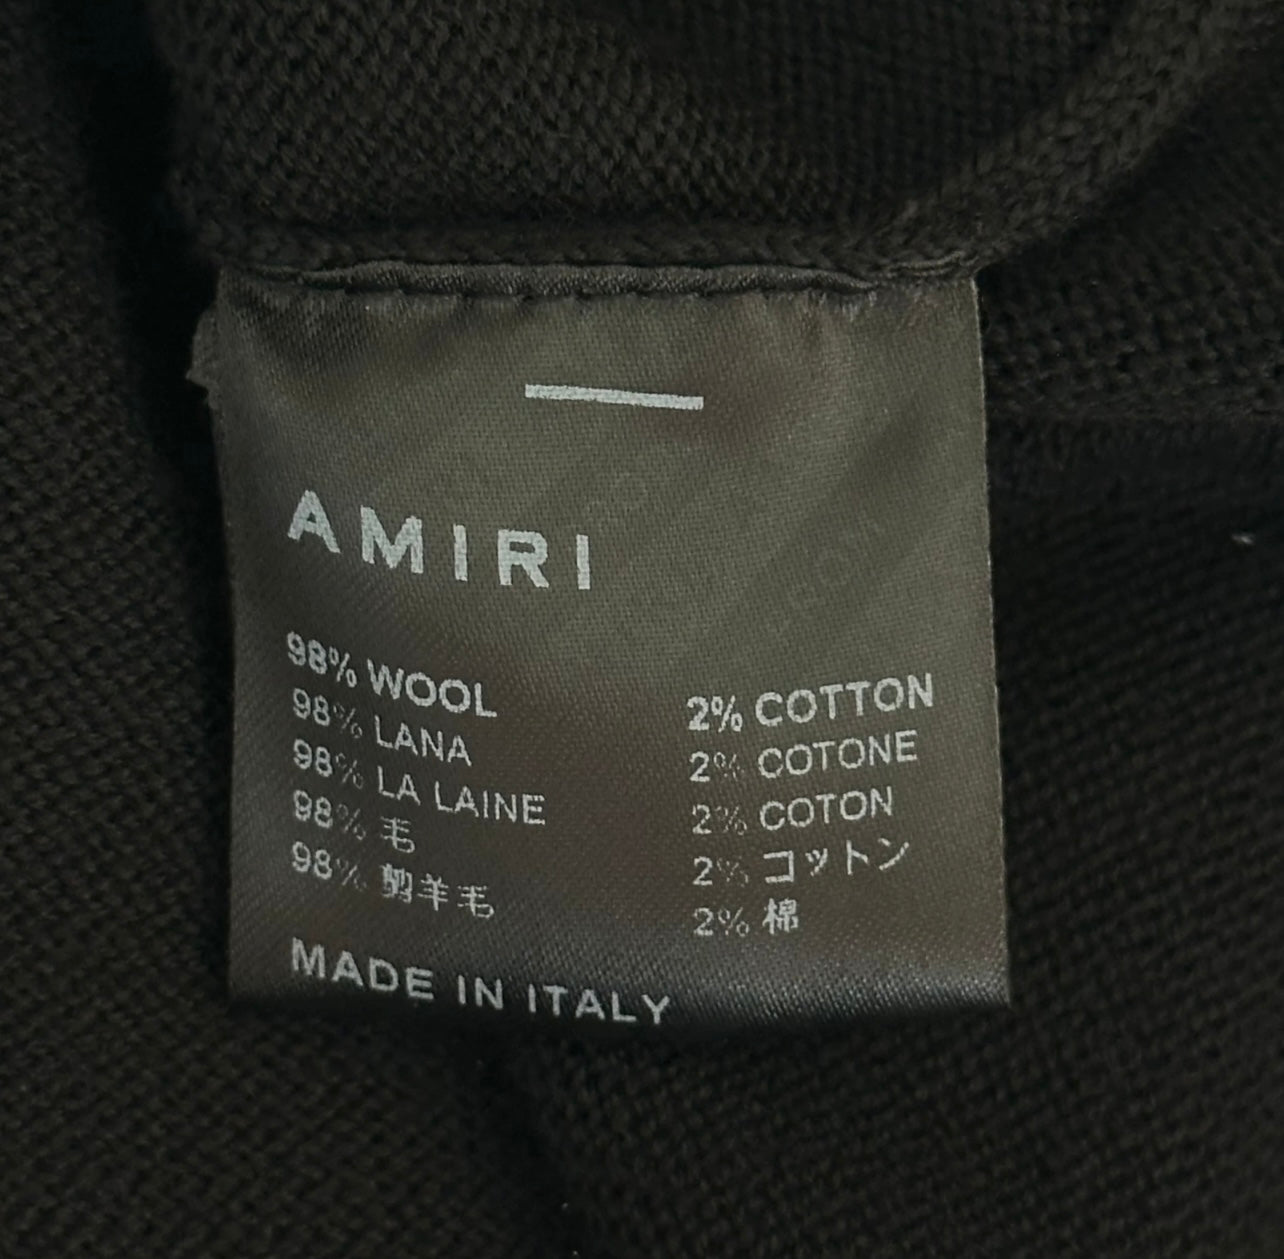 AMIRI
98% WOOL 2% COTTON
98% LANA 2% COTONE
98% LA LAINE 2% COTON
98% 毛 2% コットン
98% 剪羊毛 2% 棉
MADE IN ITALY